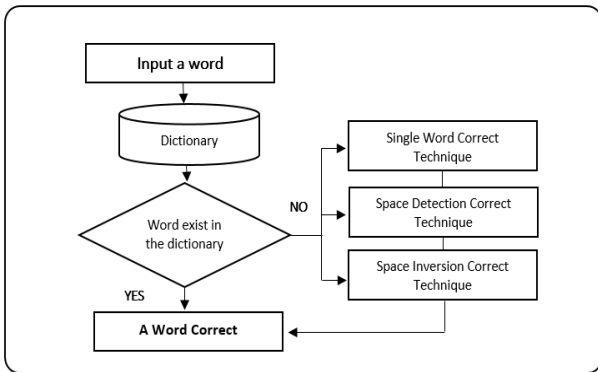 Input a word
Dictionary
Word exist in
the dictionary
NO
YES
Single Word Correct
Technique
Space Detection Correct
Technique
Space Inversion Correct
Technique
A Word Correct